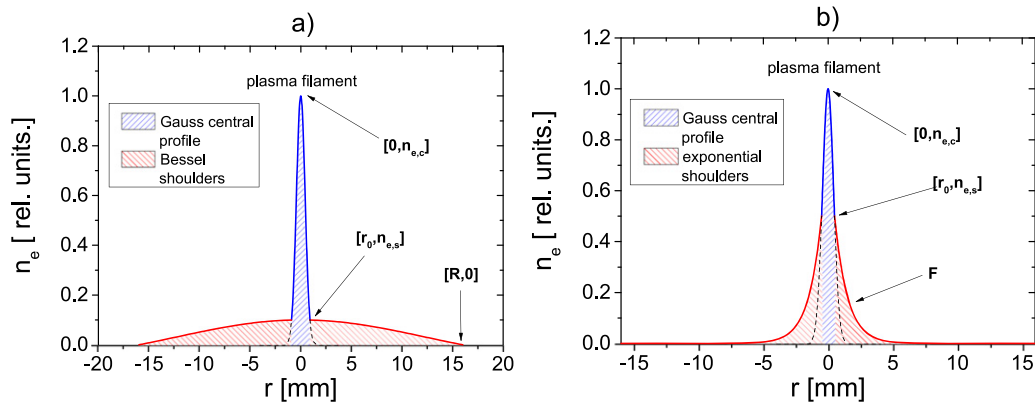 a)
1.2
1.0
0.8
0.6
0.4
0.2
0.0
n_e [ rel. units.]
plasma filament
Gauss central
profile
Bessel
shoulders
[0,n_e,c]
[r_0,n_e,s]
[R,0]
-20 -15 -10 -5 0 5 10 15 20
r [mm]
b)
1.2
1.0
0.8
0.6
0.4
0.2
0.0
n_e [ rel. units.]
plasma filament
Gauss central
profile
exponential
shoulders
[0,n_e,c]
[r_0,n_e,s]
F
-15 -10 -5 0 5 10 15
r [mm]